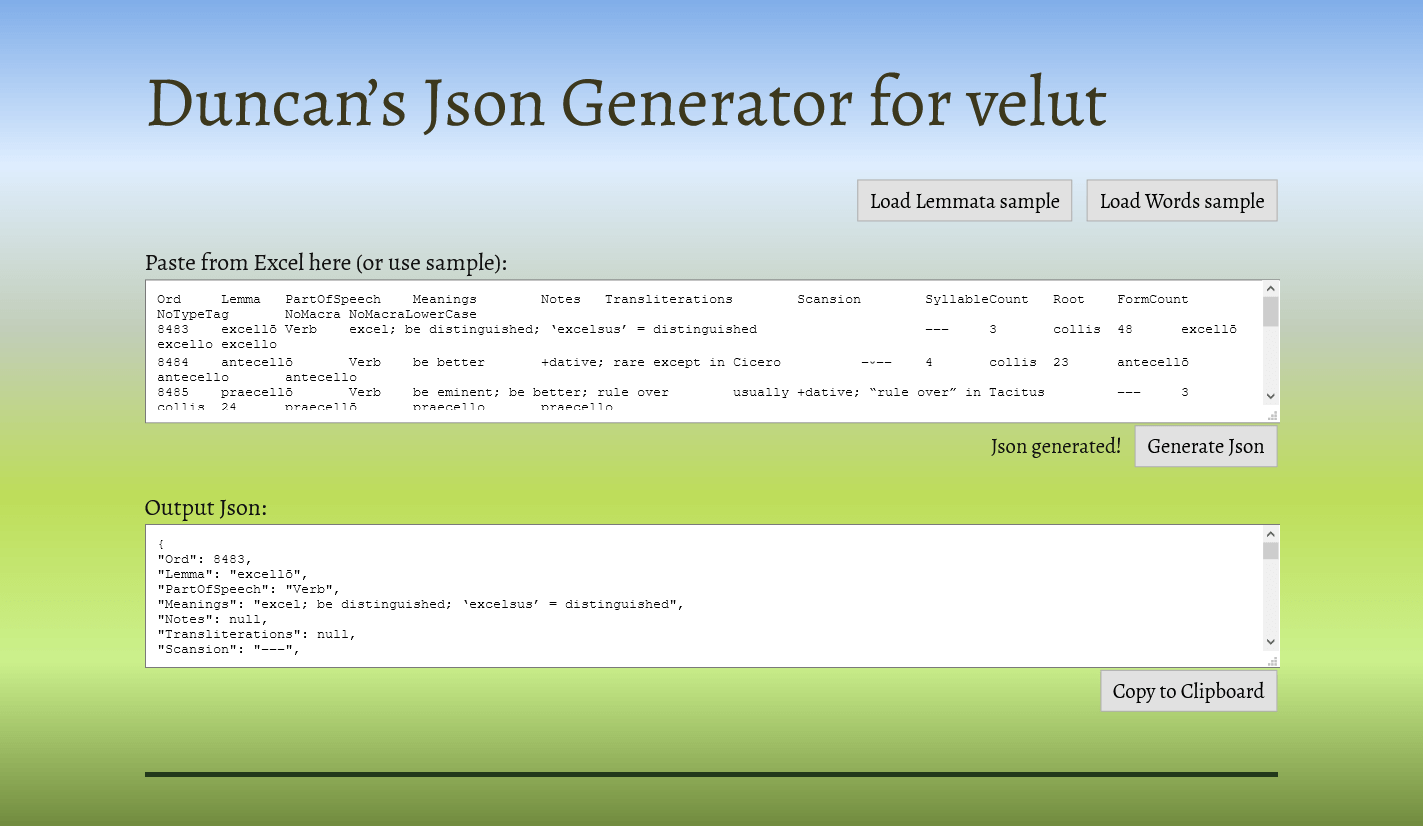 Duncan’s Json Generator for velut
Load Lemmata sample Load Words sample
Paste from Excel here (or use sample):
Ord Lemma PartOfSpeech Meanings Notes Transliterations Scansion SyllableCount Root FormCount
NoTypeTag NoMacra NoMacraLowerCase
8483 excellō Verb excel; be distinguished; ‘excelsus’ = distinguished --- 3 collis 48 excellō
excello excello
8484 antecellō Verb be better +dative; rare except in Cicero -⏑-- 4 collis 23 antecellō
antecello antecello
8485 praecellō Verb be eminent; be better; rule over usually +dative; “rule over” in Tacitus --- 3
collis 24 praecellō praecello praecello
Json generated! Generate Json
Output Json:
{
"Ord": 8483,
"Lemma": "excellō",
"PartOfSpeech": "Verb",
"Meanings": "excel; be distinguished; ‘excelsus’ = distinguished",
"Notes": null,
"Transliterations": null,
"Scansion": "---",
Copy to Clipboard